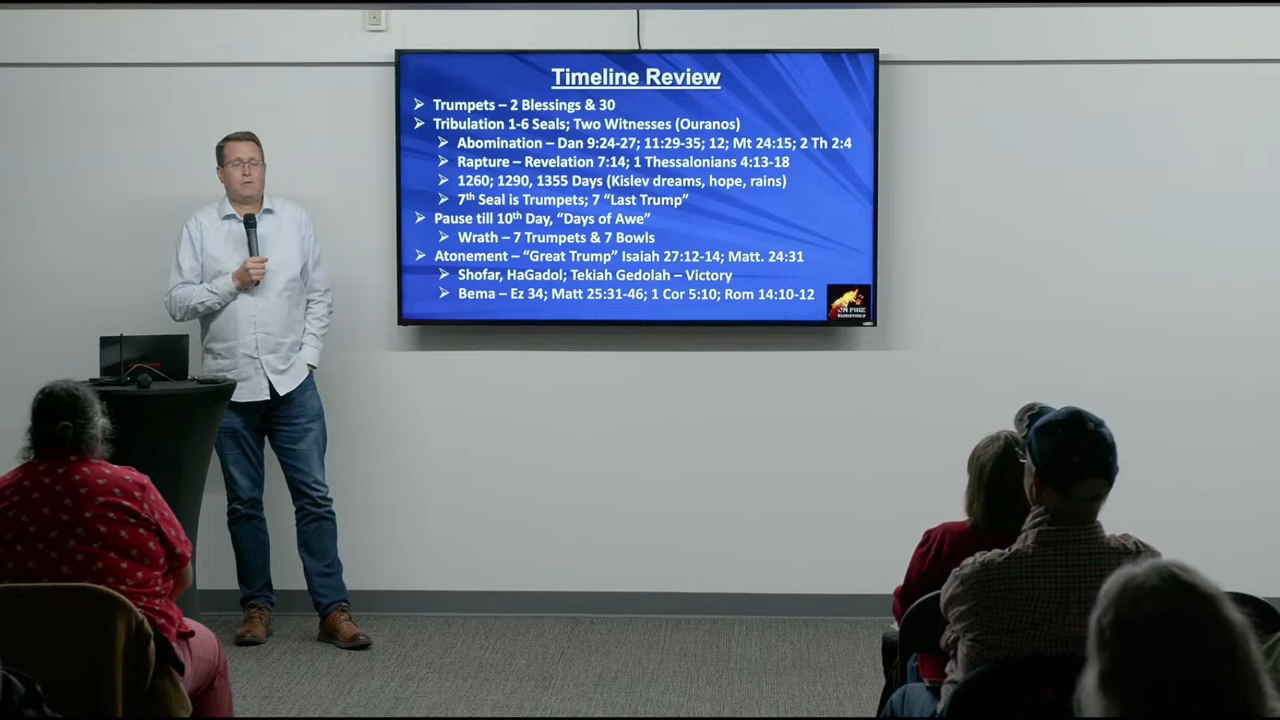 Timeline Review
➢ Trumpets – 2 Blessings & 30
➢ Tribulation 1-6 Seals; Two Witnesses (Ouranos)
➢ Abomination – Dan 9:24-27; 11:29-35; 12; Mt 24:15; 2 Th 2:4
➢ Rapture – Revelation 7:14; 1 Thessalonians 4:13-18
➢ 1260; 1290, 1355 Days (Kislev dreams, hope, rains)
➢ 7th Seal is Trumpets; 7 “Last Trump”
➢ Pause till 10th Day, “Days of Awe”
➢ Wrath – 7 Trumpets & 7 Bowls
➢ Atonement – “Great Trump” Isaiah 27:12-14; Matt. 24:31
➢ Shofar, HaGadol; Tekiah Gedolah – Victory
➢ Bema – Ez 34; Matt 25:31-46; 1 Cor 5:10; Rom 14:10-12
ON FIRE